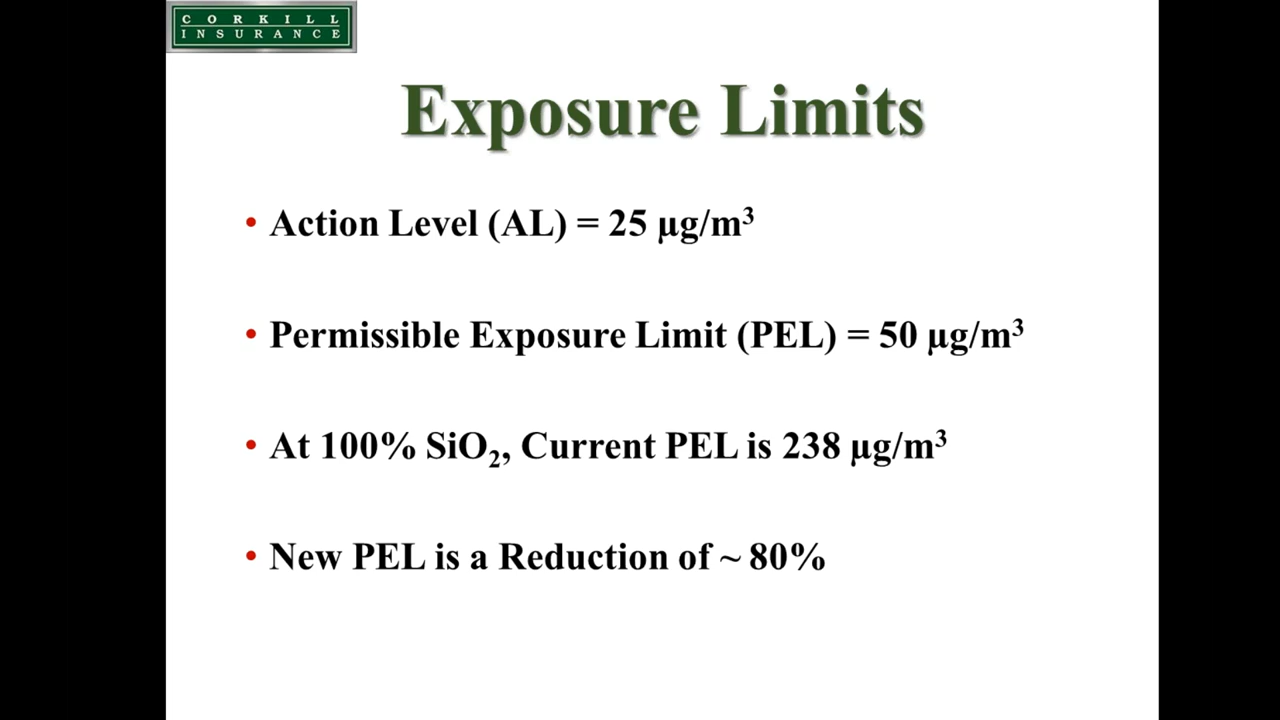 CORKILL
INSURANCE
Exposure Limits
• Action Level (AL) = 25 μg/m³
• Permissible Exposure Limit (PEL) = 50 μg/m³
• At 100% SiO₂, Current PEL is 238 μg/m³
• New PEL is a Reduction of ~ 80%